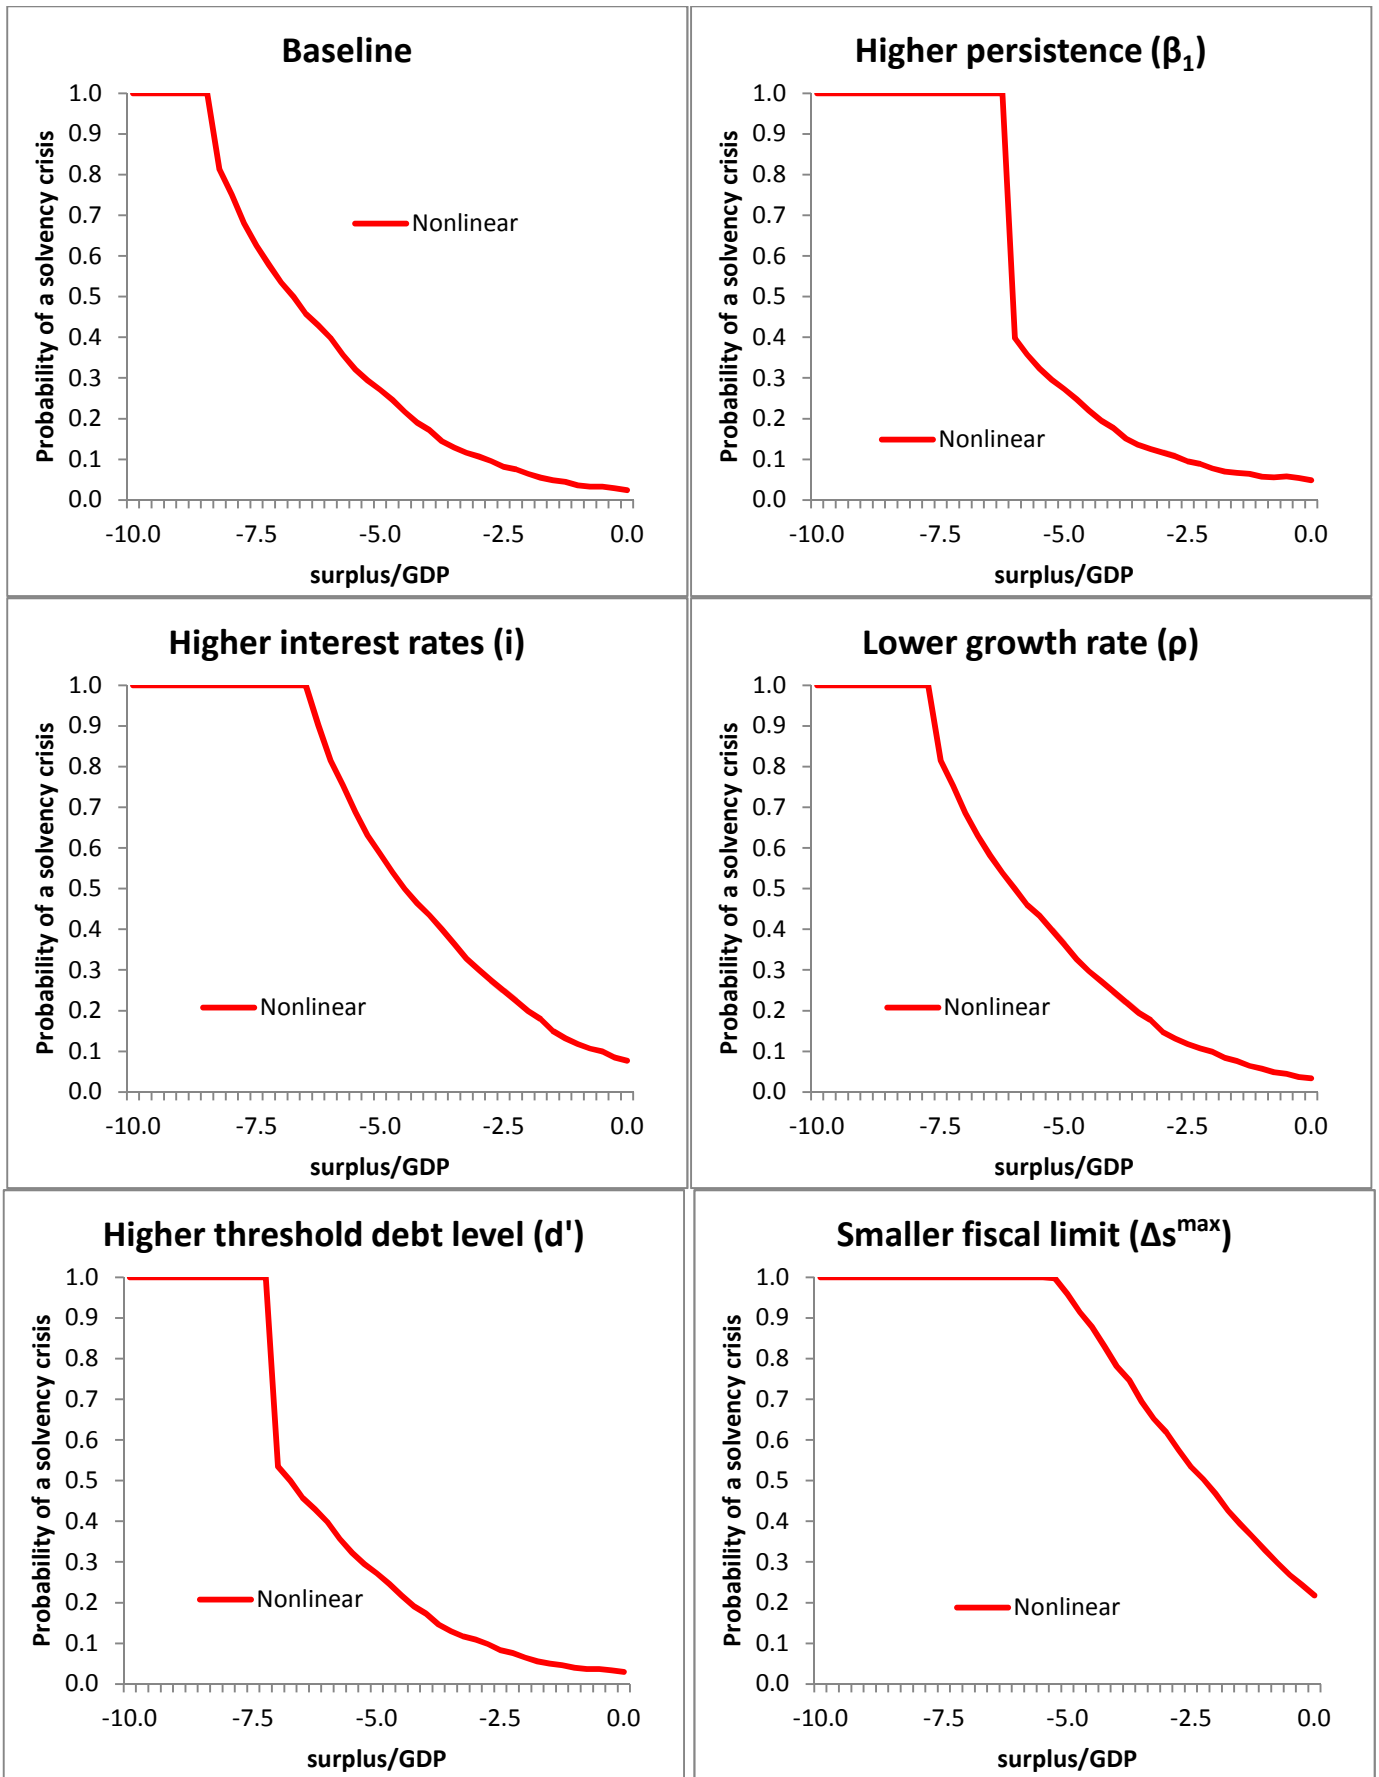 Baseline
Probability of a solvency crisis
1.0
0.9
0.8
0.7
0.6
0.5
0.4
0.3
0.2
0.1
0.0
Nonlinear
-10.0 -7.5 -5.0 -2.5 0.0
surplus/GDP
Higher persistence (β₁)
Probability of a solvency crisis
1.0
0.9
0.8
0.7
0.6
0.5
0.4
0.3
0.2
0.1
0.0
Nonlinear
-10.0 -7.5 -5.0 -2.5 0.0
surplus/GDP
Higher interest rates (i)
Probability of a solvency crisis
1.0
0.9
0.8
0.7
0.6
0.5
0.4
0.3
0.2
0.1
0.0
Nonlinear
-10.0 -7.5 -5.0 -2.5 0.0
surplus/GDP
Lower growth rate (ρ)
Probability of a solvency crisis
1.0
0.9
0.8
0.7
0.6
0.5
0.4
0.3
0.2
0.1
0.0
Nonlinear
-10.0 -7.5 -5.0 -2.5 0.0
surplus/GDP
Higher threshold debt level (d')
Probability of a solvency crisis
1.0
0.9
0.8
0.7
0.6
0.5
0.4
0.3
0.2
0.1
0.0
Nonlinear
-10.0 -7.5 -5.0 -2.5 0.0
surplus/GDP
Smaller fiscal limit (Δsᵐᵃˣ)
Probability of a solvency crisis
1.0
0.9
0.8
0.7
0.6
0.5
0.4
0.3
0.2
0.1
0.0
Nonlinear
-10.0 -7.5 -5.0 -2.5 0.0
surplus/GDP